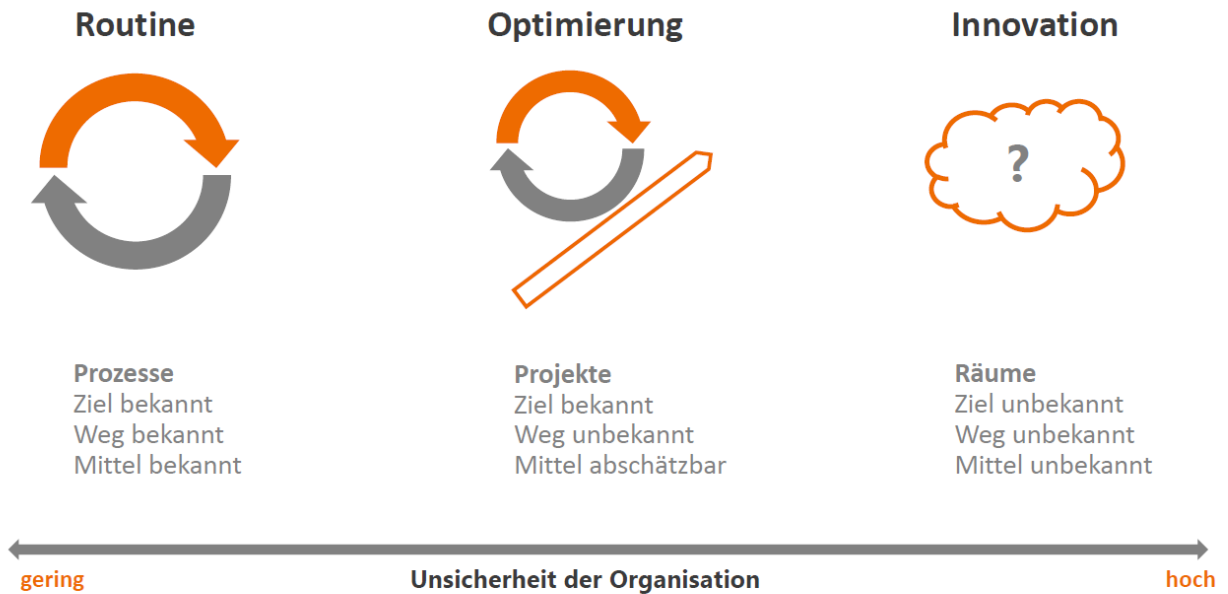 Routine
Optimierung
Innovation
?
Prozesse
Ziel bekannt
Weg bekannt
Mittel bekannt
Projekte
Ziel bekannt
Weg unbekannt
Mittel abschätzbar
Räume
Ziel unbekannt
Weg unbekannt
Mittel unbekannt
gering
Unsicherheit der Organisation
hoch